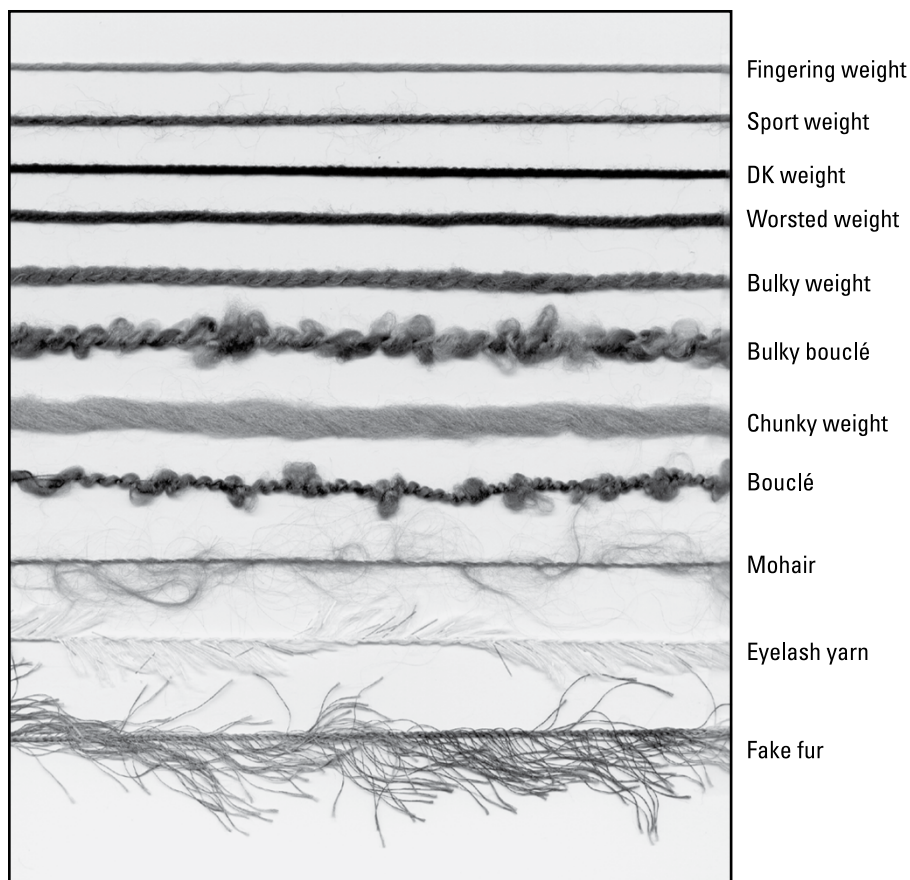 Fingering weight
Sport weight
DK weight
Worsted weight
Bulky weight
Bulky bouclé
Chunky weight
Bouclé
Mohair
Eyelash yarn
Fake fur